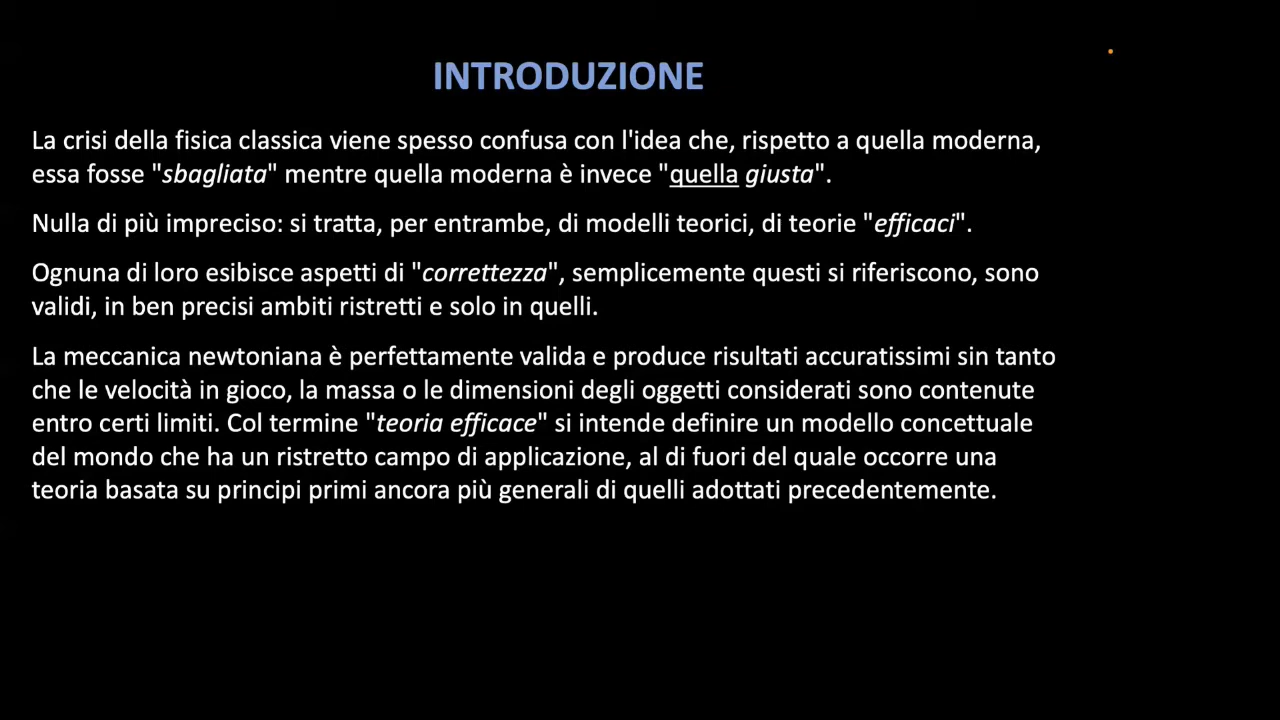 INTRODUZIONE
La crisi della fisica classica viene spesso confusa con l'idea che, rispetto a quella moderna,
essa fosse "sbagliata" mentre quella moderna è invece "quella giusta".
Nulla di più impreciso: si tratta, per entrambe, di modelli teorici, di teorie "efficaci".
Ognuna di loro esibisce aspetti di "correttezza", semplicemente questi si riferiscono, sono
validi, in ben precisi ambiti ristretti e solo in quelli.
La meccanica newtoniana è perfettamente valida e produce risultati accuratissimi sin tanto
che le velocità in gioco, la massa o le dimensioni degli oggetti considerati sono contenute
entro certi limiti. Col termine "teoria efficace" si intende definire un modello concettuale
del mondo che ha un ristretto campo di applicazione, al di fuori del quale occorre una
teoria basata su principi primi ancora più generali di quelli adottati precedentemente.